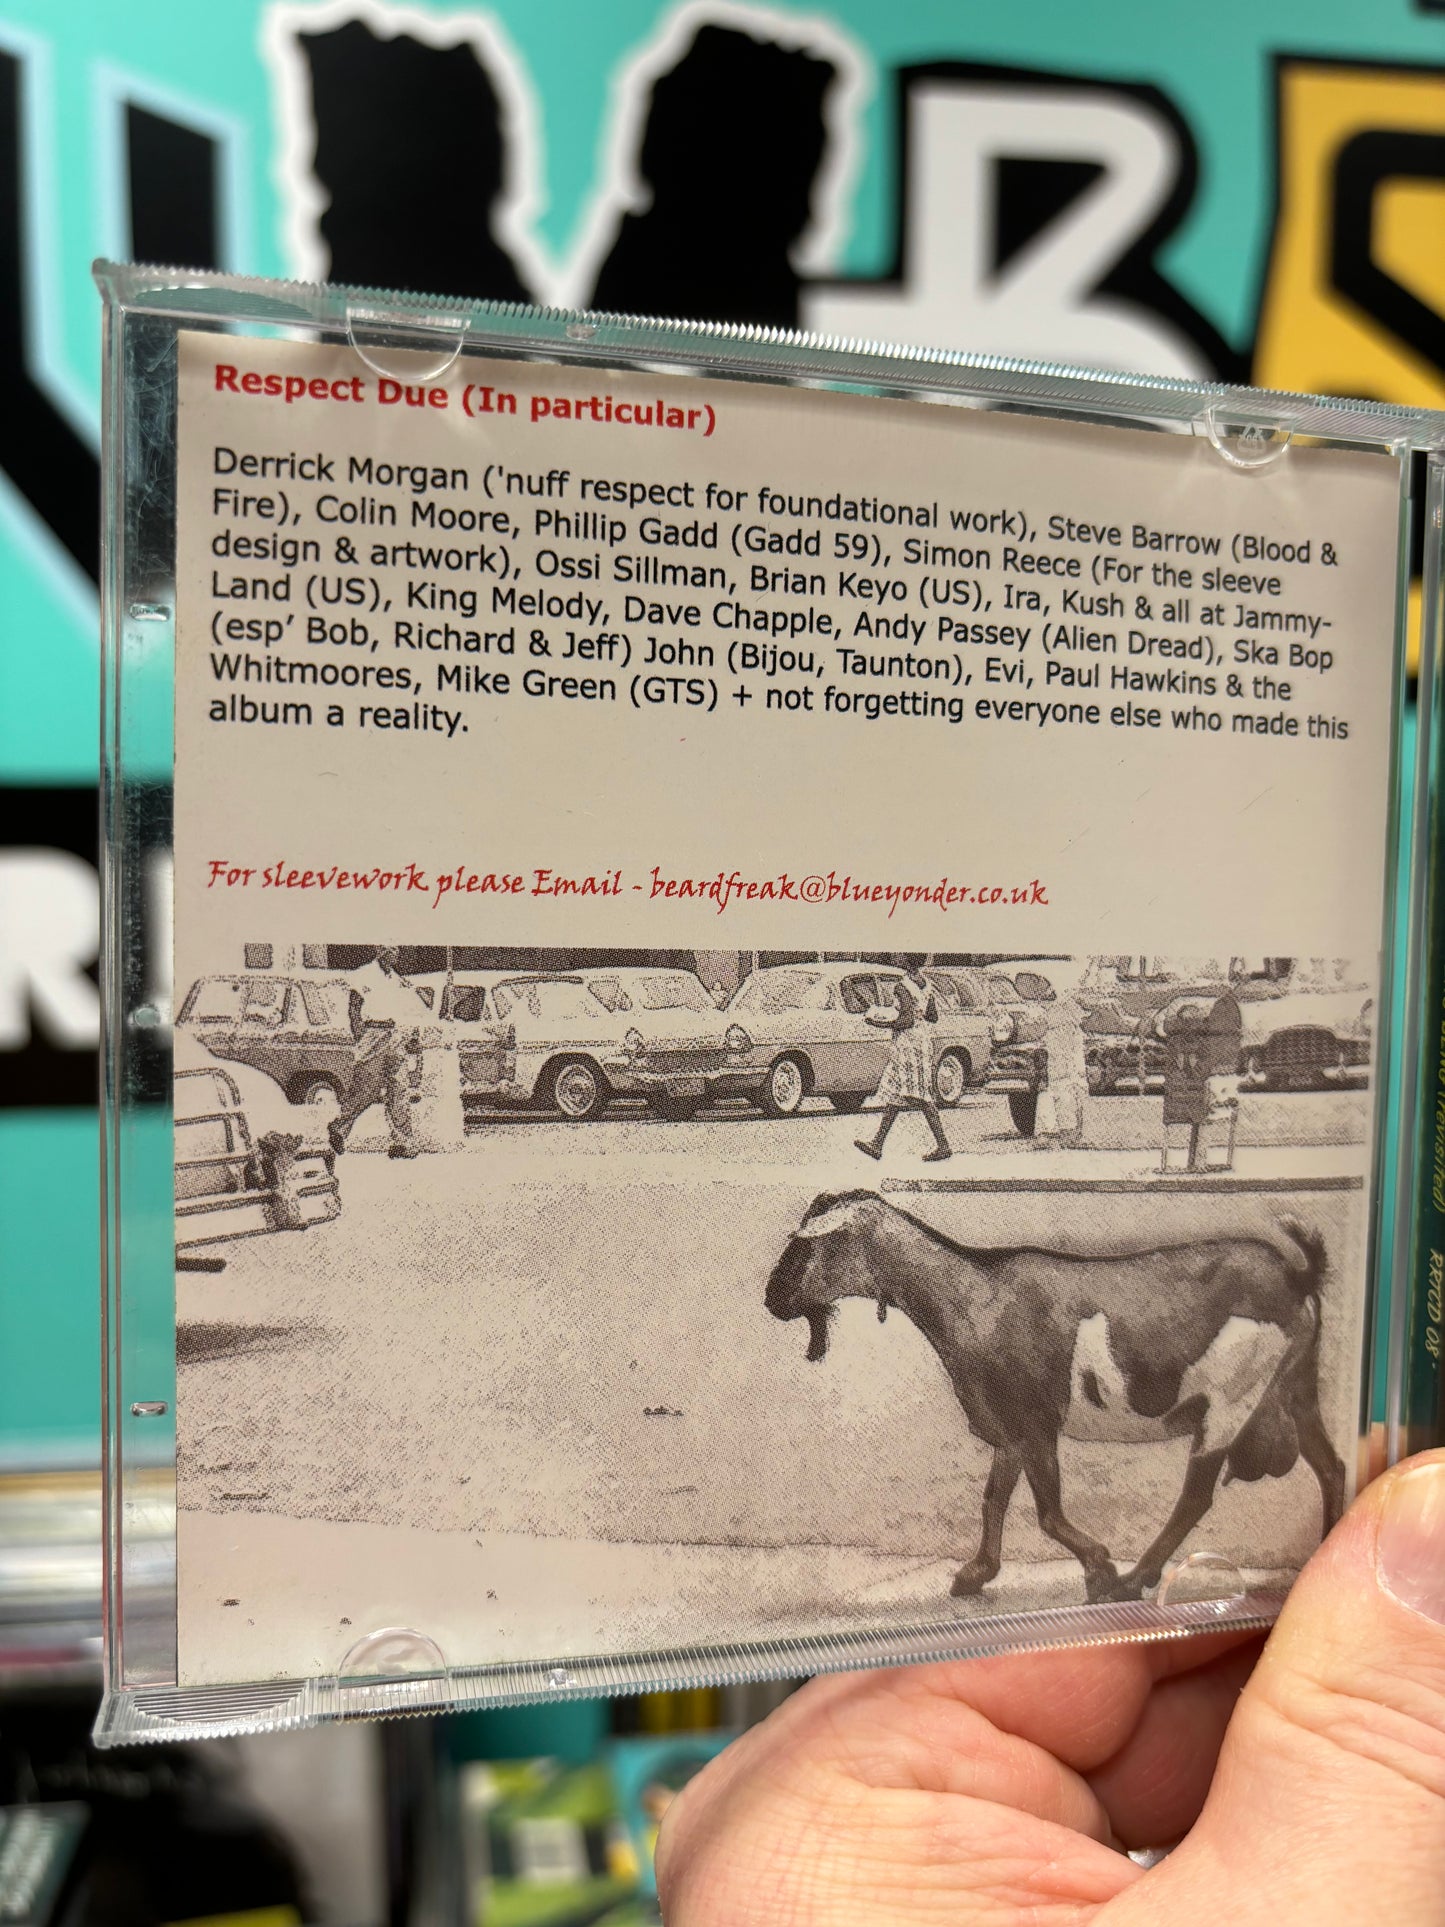 Respect Due (In particular)
Derrick Morgan ('nuff respect for foundational work), Steve Barrow (Blood &
Fire), Colin Moore, Phillip Gadd (Gadd 59), Simon Reece (For the sleeve
design & artwork), Ossi Sillman, Brian Keyo (US), Ira, Kush & all at Jammy-
Land (US), King Melody, Dave Chapple, Andy Passey (Alien Dread), Ska Bop
(esp' Bob, Richard & Jeff) John (Bijou, Taunton), Evi, Paul Hawkins & the
Whitmoores, Mike Green (GTS) + not forgetting everyone else who made this
album a reality.
For sleevework please Email - beardfreak@blueyonder.co.uk
(revisited)